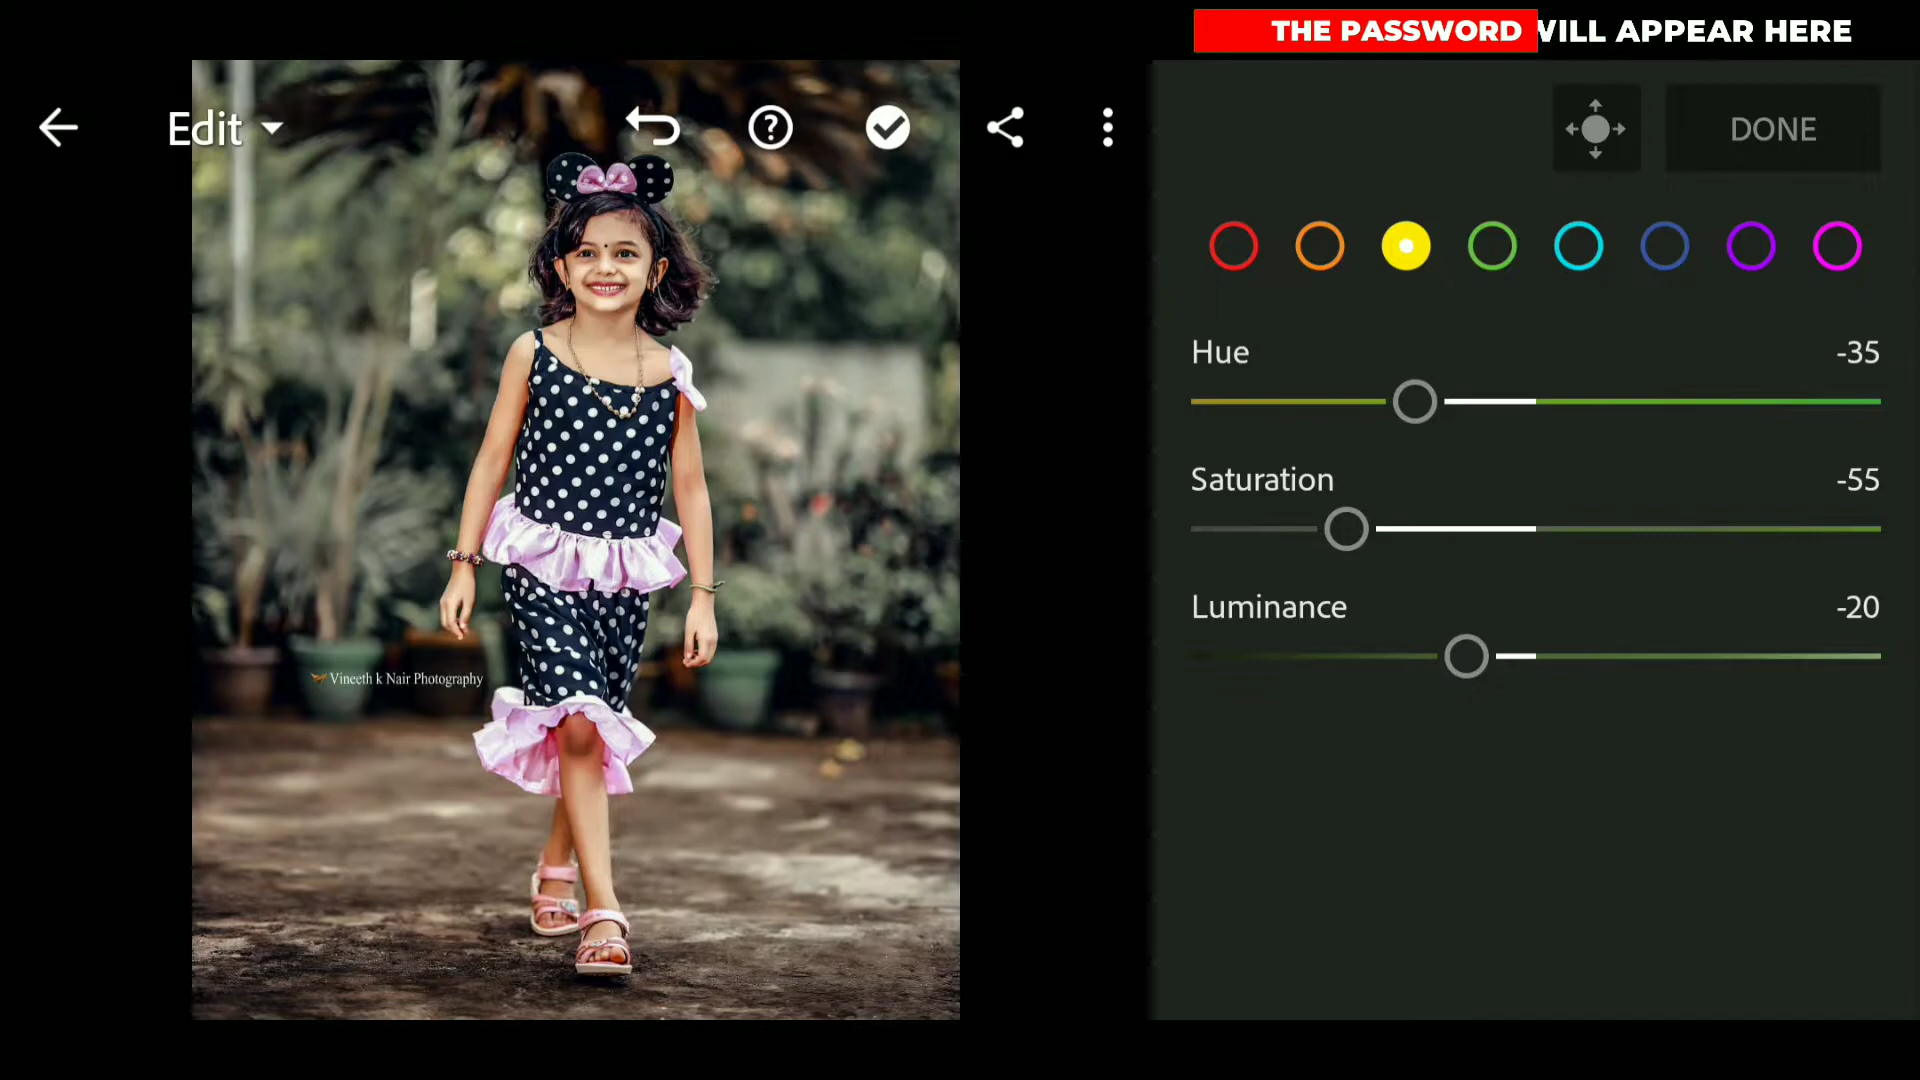 THE PASSWORD WILL APPEAR HERE
Edit
DONE
Hue -35
Saturation -55
Luminance -20
Vineeth k Nair Photography